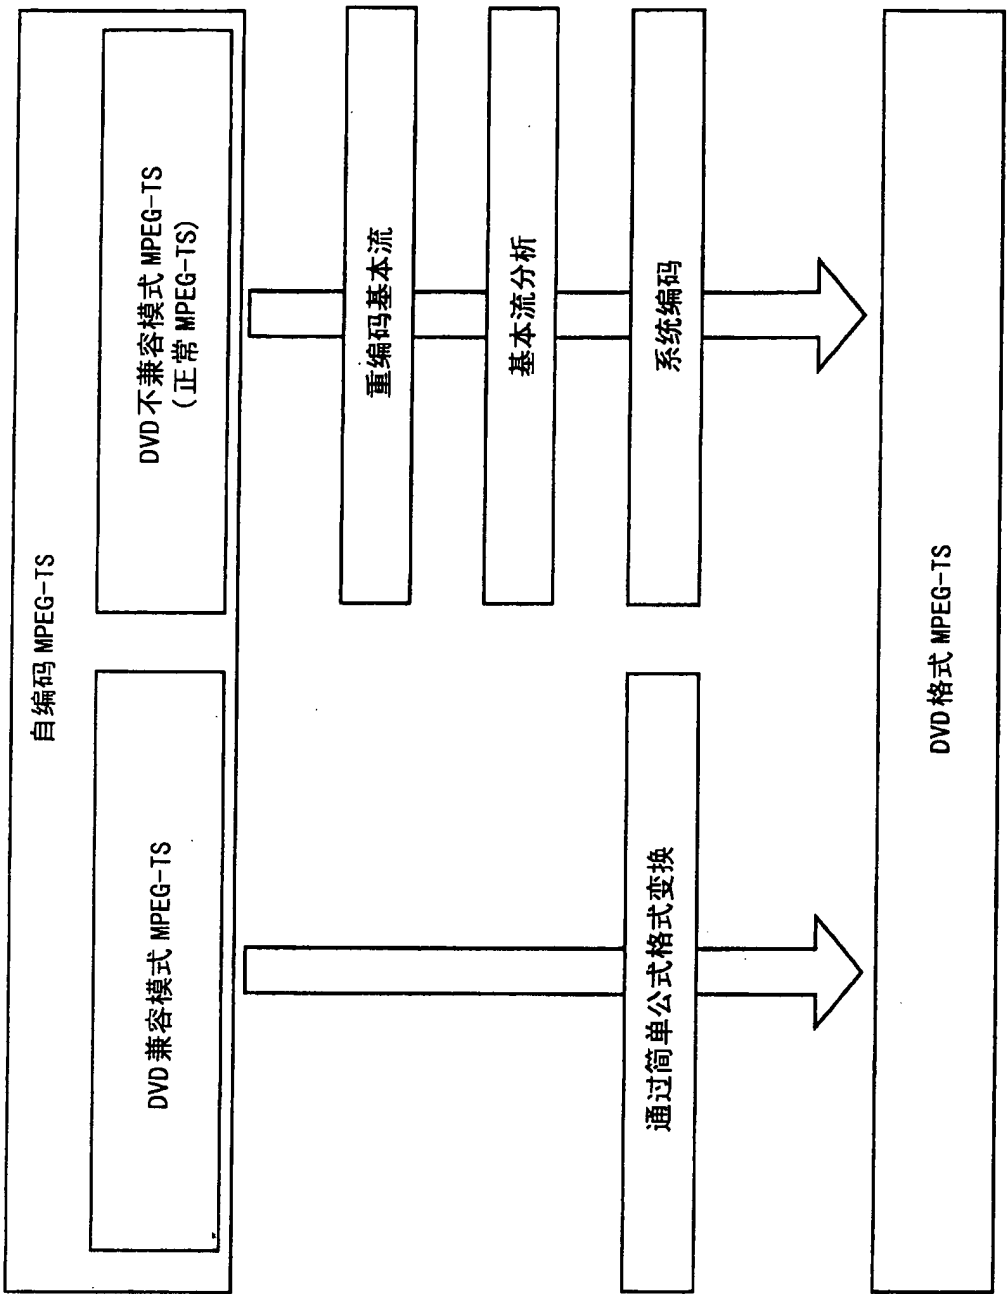 自编码 MPEG-TS
DVD 兼容模式 MPEG-TS
DVD 不兼容模式 MPEG-TS
(正常 MPEG-TS)
重编码基本流
基本流分析
通过简单公式格式变换
系统编码
DVD 格式 MPEG-TS